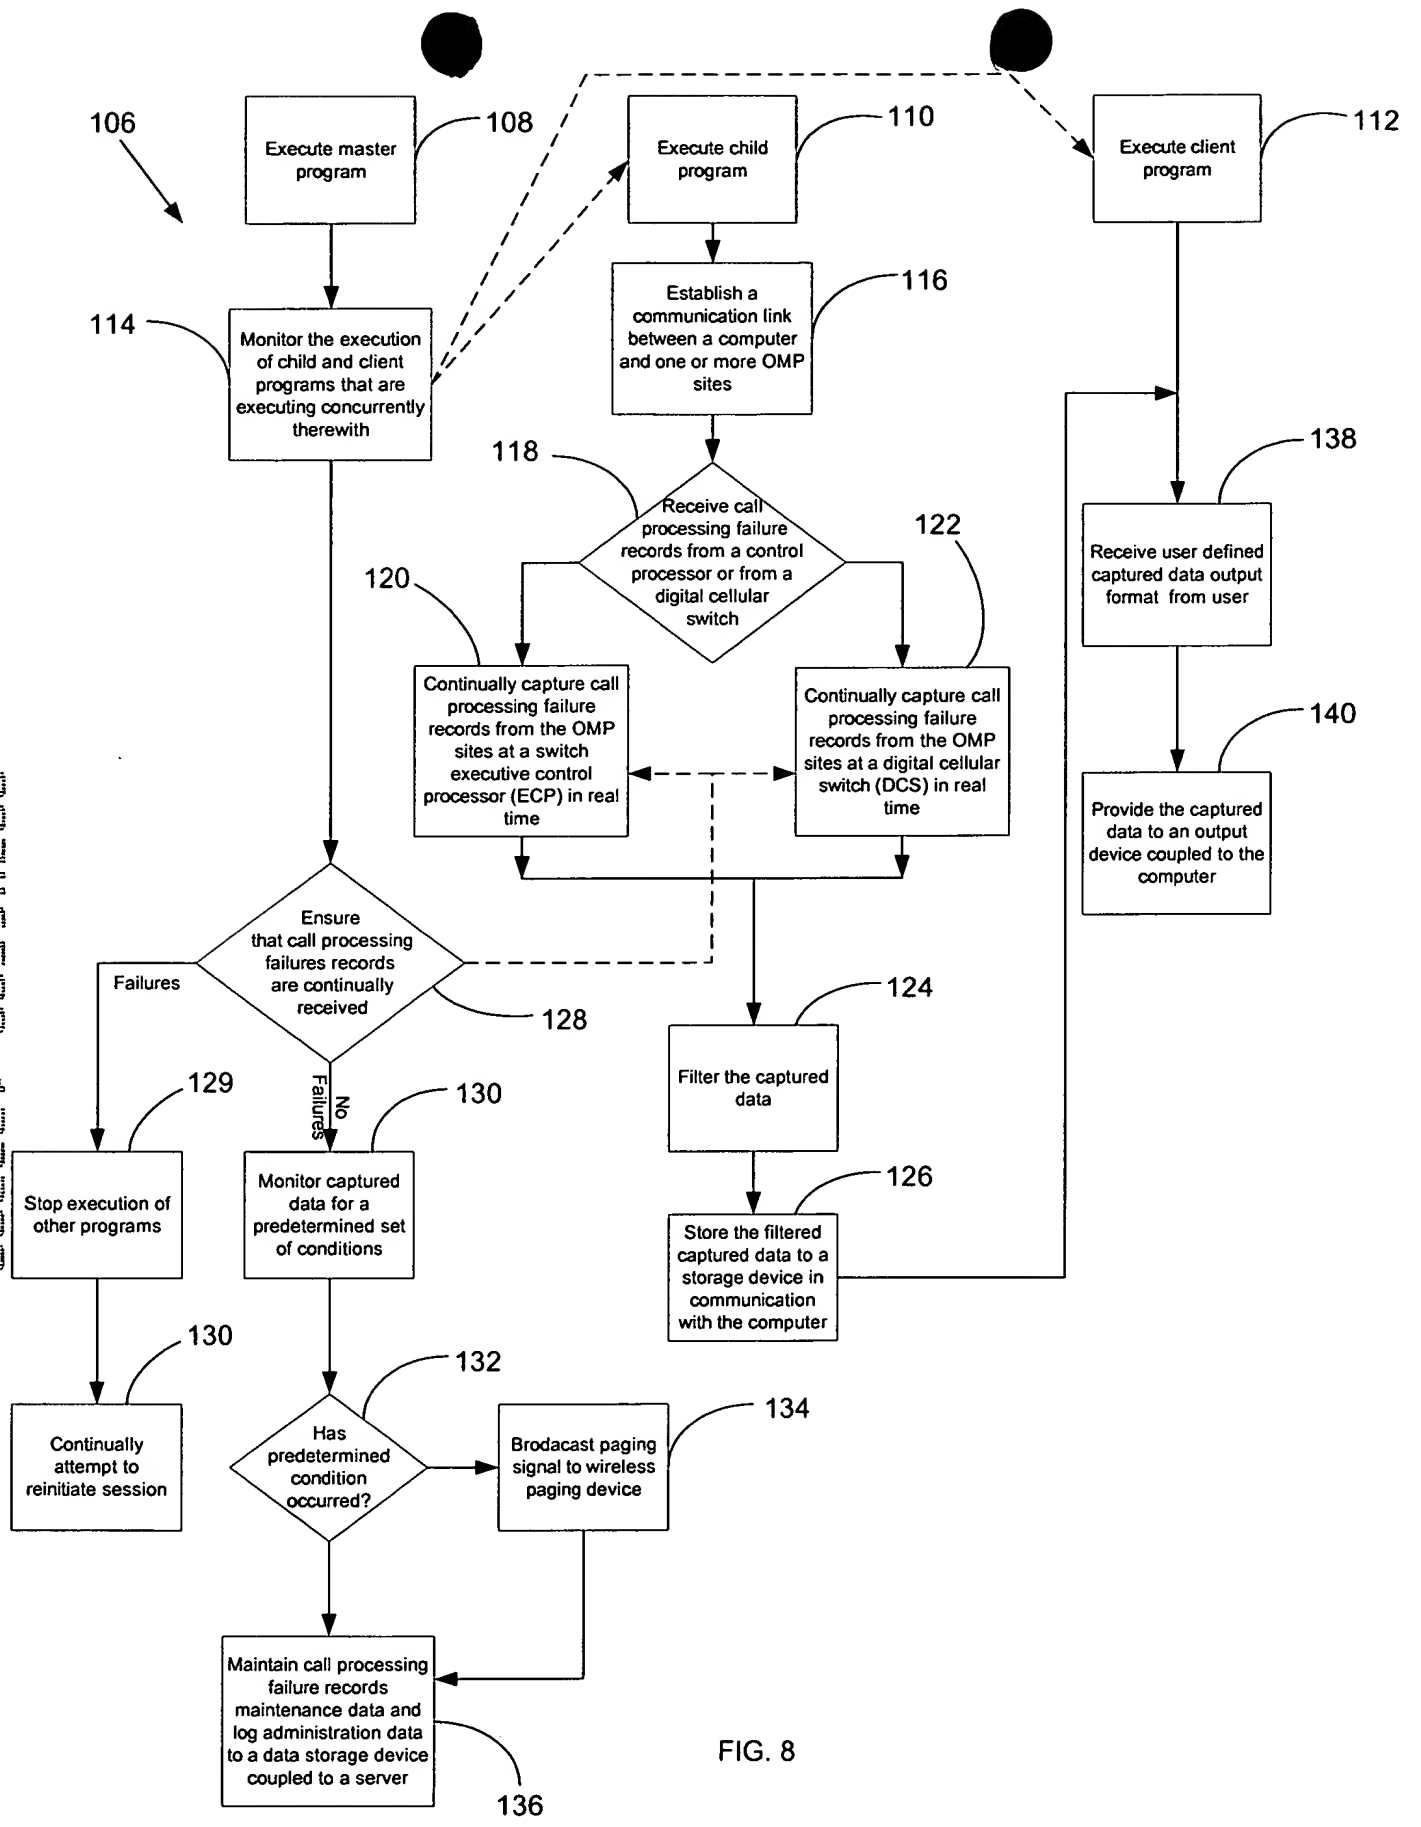 106
108
110
112
Execute master
program
Execute child
program
Execute client
program
114
Monitor the execution
of child and client
programs that are
executing concurrently
therewith
116
Establish a
communication link
between a computer
and one or more OMP
sites
118
Receive call
processing failure
records from a control
processor or from a
digital cellular
switch
120
122
138
Receive user defined
captured data output
format from user
Continually capture call
processing failure
records from the OMP
sites at a switch
executive control
processor (ECP) in real
time
Continually capture call
processing failure
records from the OMP
sites at a digital cellular
switch (DCS) in real
time
140
Provide the captured
data to an output
device coupled to the
computer
Ensure
that call processing
failures records
are continually
received
128
Failures
No
Failures
124
Filter the captured
data
129
Stop execution of
other programs
130
Monitor captured
data for a
predetermined set
of conditions
126
Store the filtered
captured data to a
storage device in
communication
with the computer
130
Continually
attempt to
reinitiate session
132
Has
predetermined
condition
occurred?
134
Brodacast paging
signal to wireless
paging device
Maintain call processing
failure records
maintenance data and
log administration data
to a data storage device
coupled to a server
136
FIG. 8